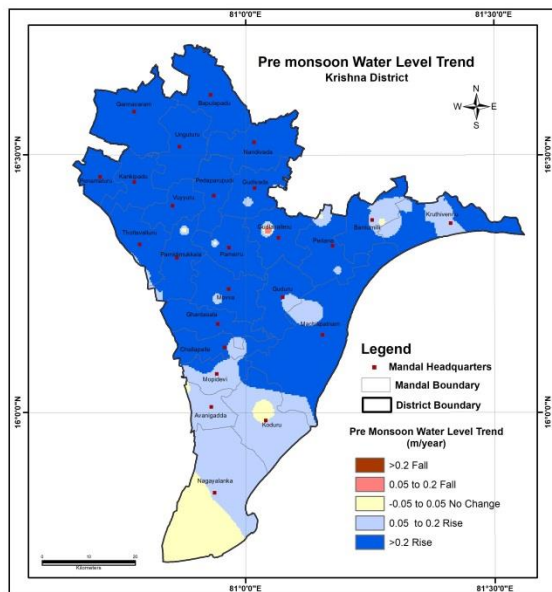 81°0'0"E
81°30'0"E
Pre monsoon Water Level Trend
Krishna District
N
W E
S
Gannavaram
Bapulapadu
Unguturu
Nandivada
16°30'0"N
16°30'0"N
Penamaluru
Kankipadu
Pedaparupudi
Gudivada
Vuyyuru
Gudlavalleru
Bantumilli
Kruthivennu
Thotlavalluru
Pamidimukkala
Pamarru
Pedana
Movva
Guduru
Ghantasala
Machilipatnam
Challapalle
Mopidevi
Avanigadda
Koduru
Nagayalanka
16°0'0"N
16°0'0"N
Legend
Mandal Headquarters
Mandal Boundary
District Boundary
Pre Monsoon Water Level Trend
(m/year)
>0.2 Fall
0.05 to 0.2 Fall
-0.05 to 0.05 No Change
0.05 to 0.2 Rise
>0.2 Rise
Kilometers
81°0'0"E
81°30'0"E